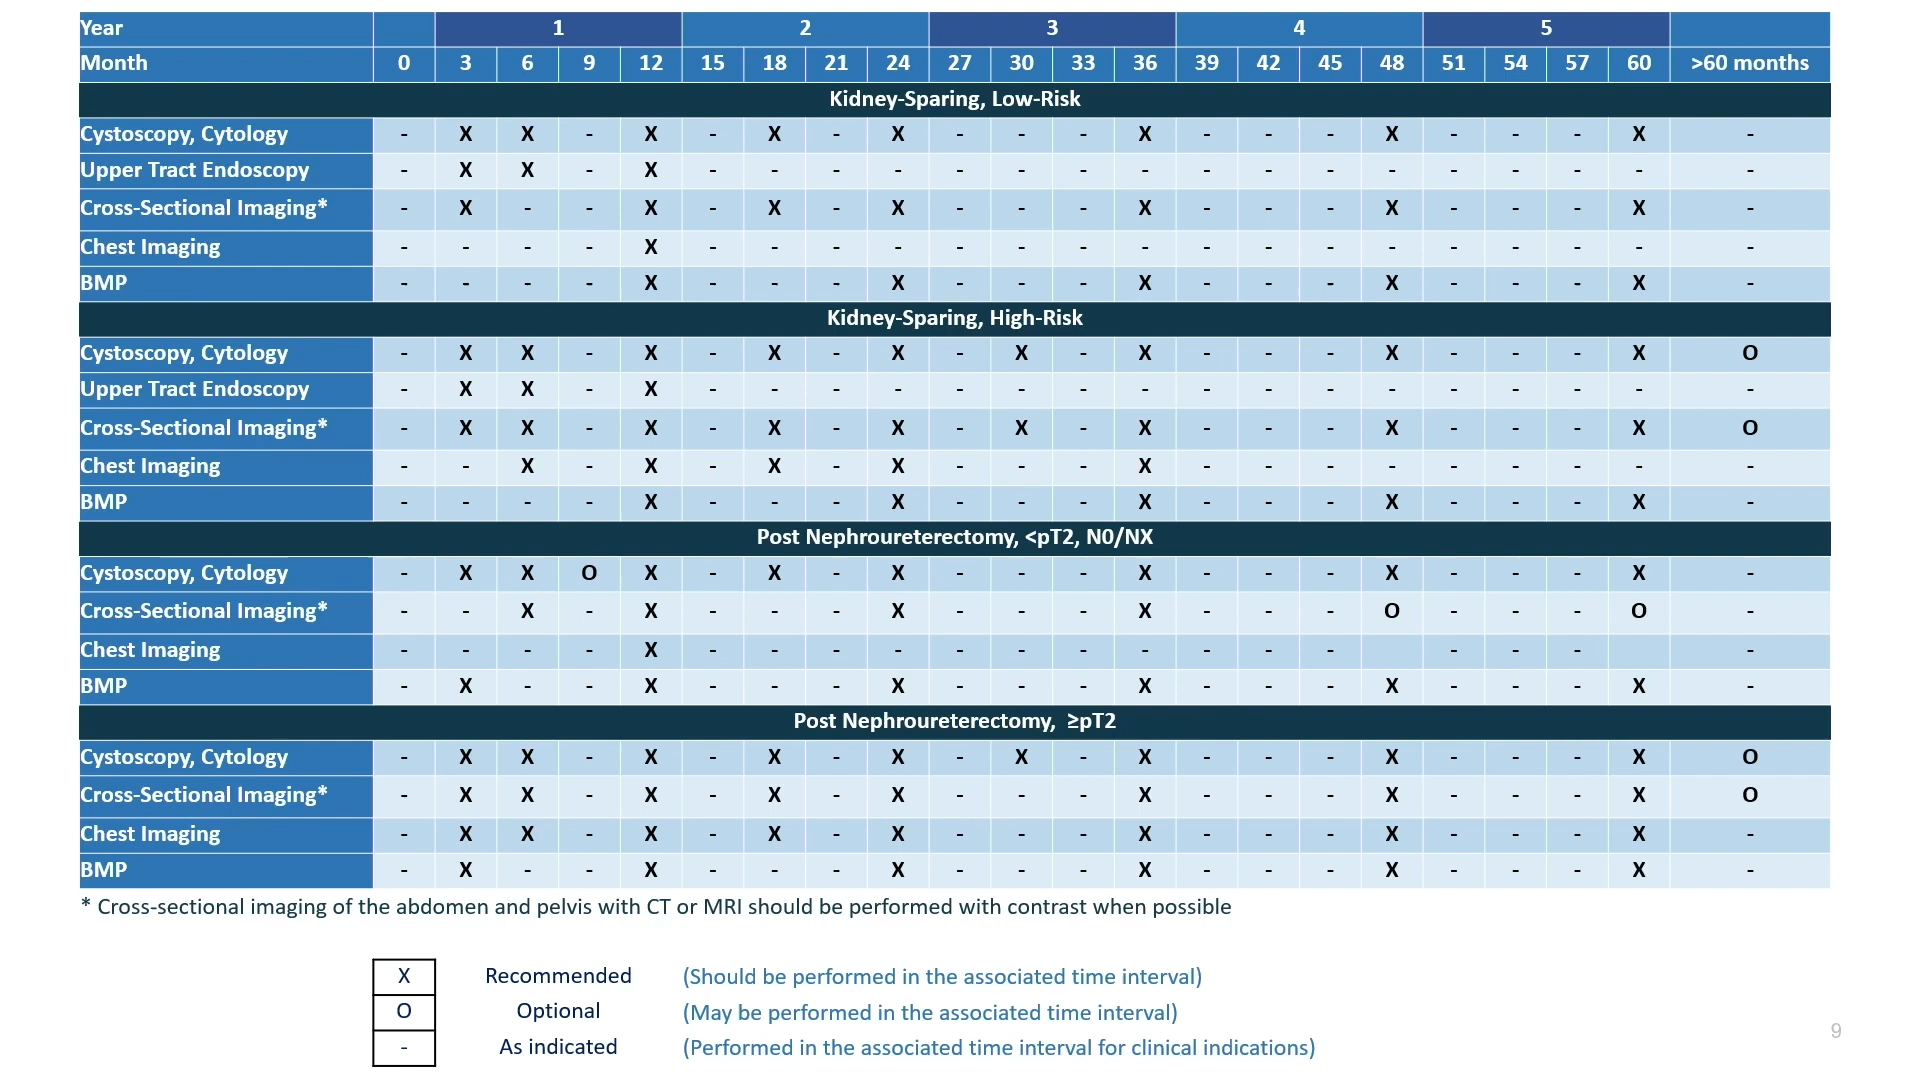 Year 1 2 3 4 5
Month 0 3 6 9 12 15 18 21 24 27 30 33 36 39 42 45 48 51 54 57 60 >60 months
Kidney-Sparing, Low-Risk
Cystoscopy, Cytology - X X - X - X - X - - - X - - - X - - - X -
Upper Tract Endoscopy - X X - X - - - - - - - - - - - - - - - - -
Cross-Sectional Imaging* - X - - X - X - X - - - X - - - X - - - X -
Chest Imaging - - - - X - - - - - - - - - - - - - - - - -
BMP - - - - X - - - X - - - X - - - X - - - X -
Kidney-Sparing, High-Risk
Cystoscopy, Cytology - X X - X - X - X - X - X - - - X - - - X O
Upper Tract Endoscopy - X X - X - - - - - - - - - - - - - - - - -
Cross-Sectional Imaging* - X X - X - X - X - X - X - - - X - - - X O
Chest Imaging - - X - X - X - X - - - X - - - - - - - - -
BMP - - - - X - - - X - - - X - - - X - - - X -
Post Nephroureterectomy, <pT2, N0/NX
Cystoscopy, Cytology - X X O X - X - X - - - X - - - X - - - X -
Cross-Sectional Imaging* - - X - X - - - X - - - X - - - O - - - O -
Chest Imaging - - - - X - - - - - - - - - - - - - - -
BMP - X - - X - - - X - - - X - - - X - - - X -
Post Nephroureterectomy, ≥pT2
Cystoscopy, Cytology - X X - X - X - X - X - X - - - X - - - X O
Cross-Sectional Imaging* - X X - X - X - X - - - X - - - X - - - X O
Chest Imaging - X X - X - X - X - - - X - - - X - - - X -
BMP - X - - X - - - X - - - X - - - X - - - X -
* Cross-sectional imaging of the abdomen and pelvis with CT or MRI should be performed with contrast when possible
X Recommended (Should be performed in the associated time interval)
O Optional (May be performed in the associated time interval)
- As indicated (Performed in the associated time interval for clinical indications)
9